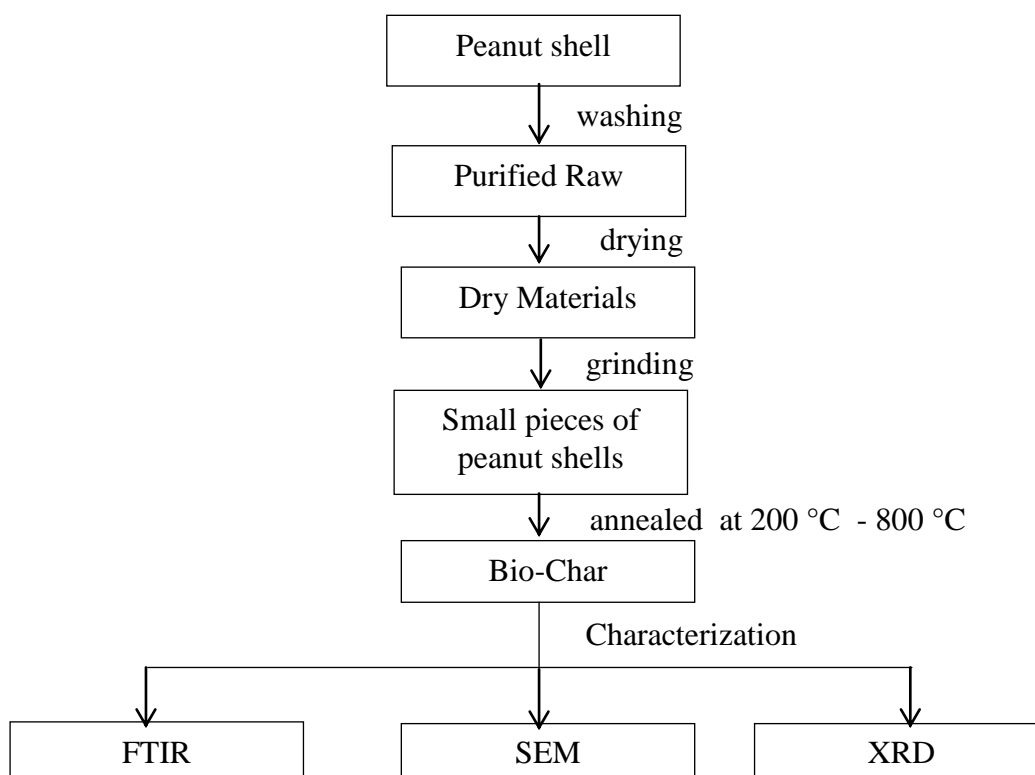 Peanut shell
washing
Purified Raw
drying
Dry Materials
grinding
Small pieces of
peanut shells
annealed at 200 °C - 800 °C
Bio-Char
Characterization
FTIR
SEM
XRD